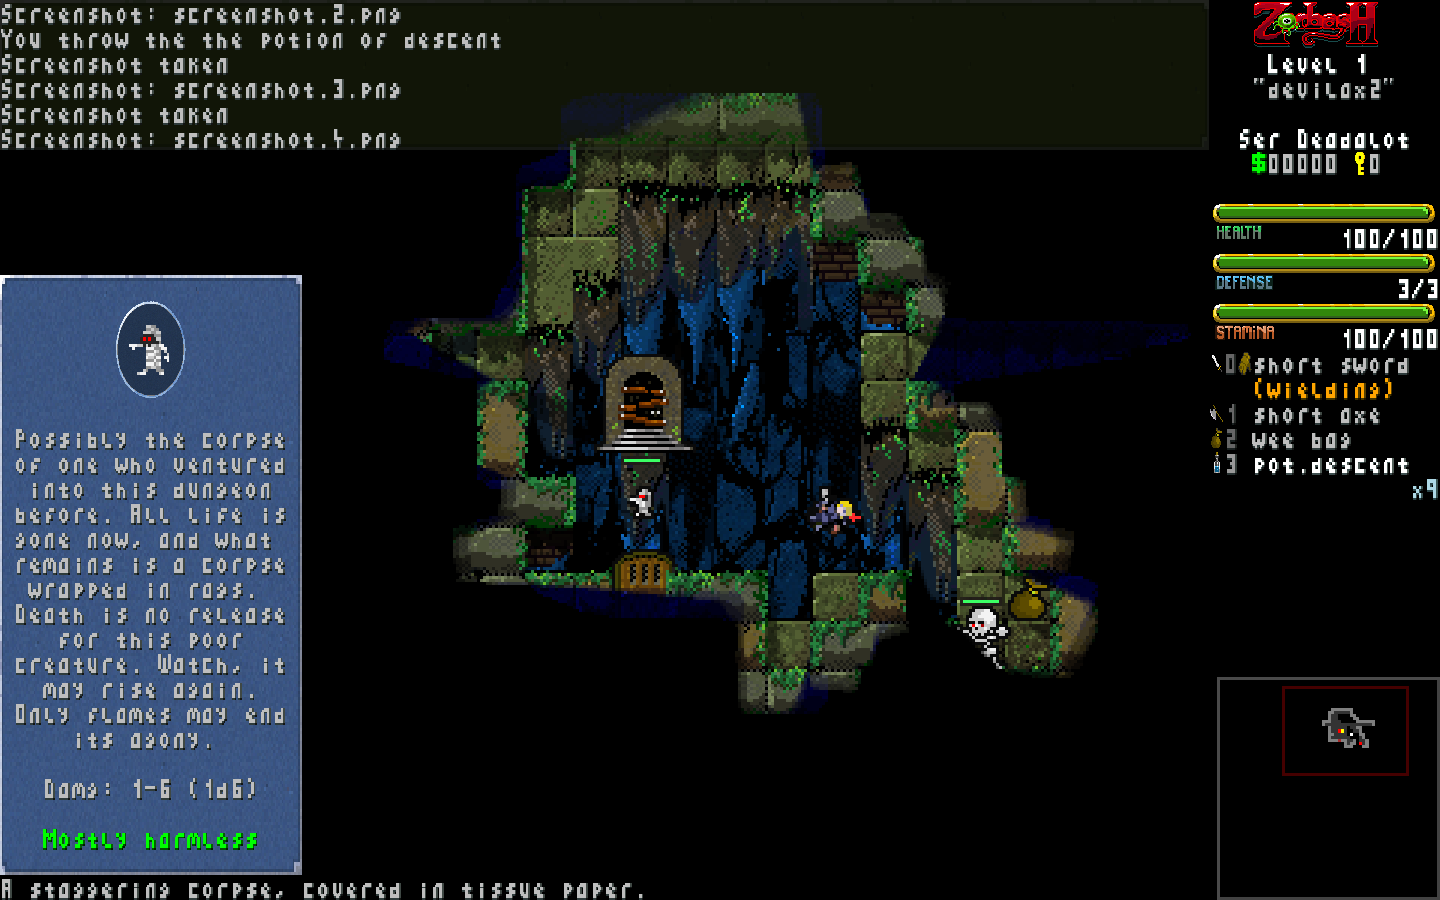 Screenshot: screenshot.2.png
You throw the the potion of descent
Screenshot taken
Screenshot: screenshot.3.png
Screenshot taken
Screenshot: screenshot.4.png
Zorbash
Level 1
"devilax2"
Ser Deadalot
$00000 0
HEALTH
100/100
DEFENSE
3/3
STAMINA
100/100
0 short sword
(wielding)
1 short axe
2 wee bag
3 pot.descent
x9
Possibly the corpse
of one who ventured
into this dungeon
before. All life is
gone now, and what
remains is a corpse
wrapped in rags.
Death is no release
for this poor
creature. Watch, it
may rise again.
Only flames may end
its agony.
Damg: 1-6 (1d6)
Mostly harmless
A staggering corpse, covered in tissue paper.